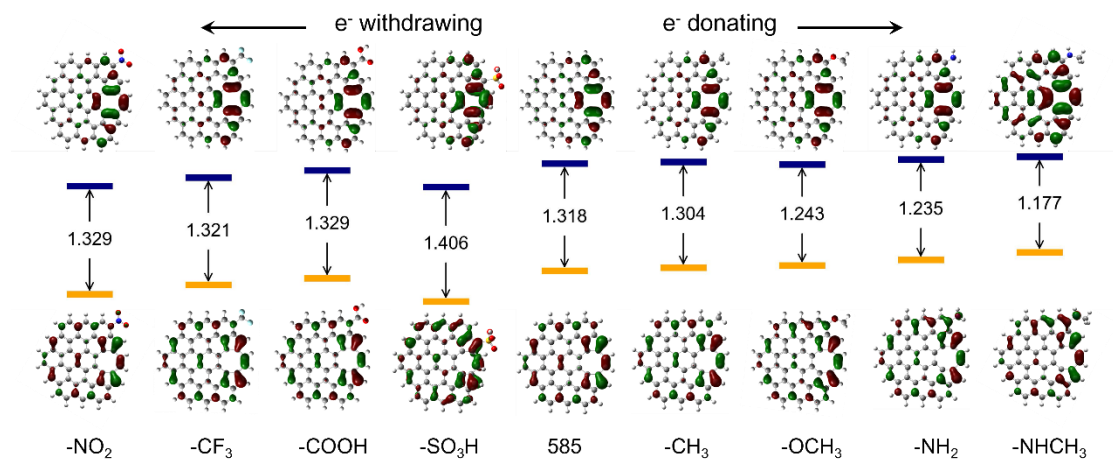 e⁻ withdrawing e⁻ donating
1.329 1.321 1.329 1.406 1.318 1.304 1.243 1.235 1.177
-NO₂ -CF₃ -COOH -SO₃H 585 -CH₃ -OCH₃ -NH₂ -NHCH₃